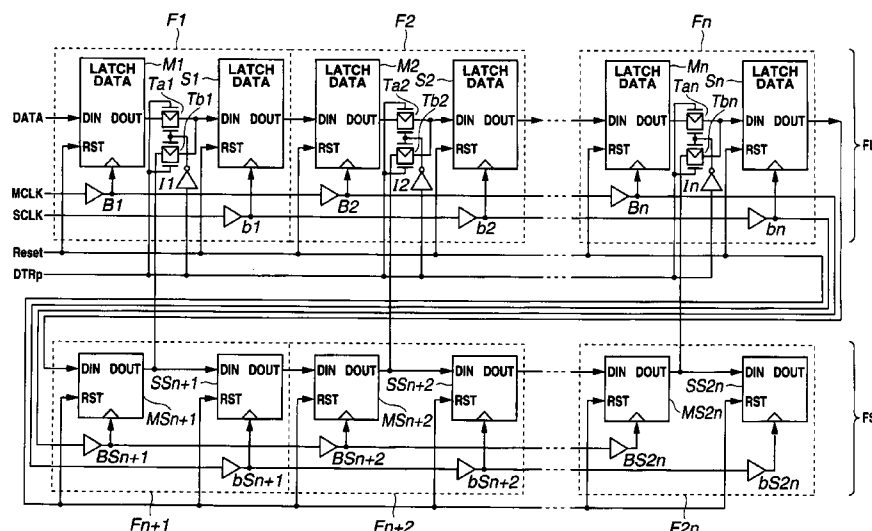 F1 F2 Fn
M1 S1 M2 S2 Mn Sn
LATCH DATA LATCH DATA LATCH DATA LATCH DATA LATCH DATA LATCH DATA
Ta1 Tb1 Ta2 Tb2 Tan Tbn
DATA DIN DOUT DIN DOUT DIN DOUT DIN DOUT DIN DOUT DIN DOUT
RST RST RST RST RST RST
I1 I2 In
MCLK B1 B2 Bn
SCLK b1 b2 bn
Reset
DTRp
DIN DOUT DIN DOUT DIN DOUT DIN DOUT DIN DOUT DIN DOUT
SSn+1 SSn+2 SS2n
RST RST RST RST RST RST
MSn+1 MSn+2 MS2n
BSn+1 BSn+2 BS2n
bSn+1 bSn+2 bS2n
Fn+1 Fn+2 F2n